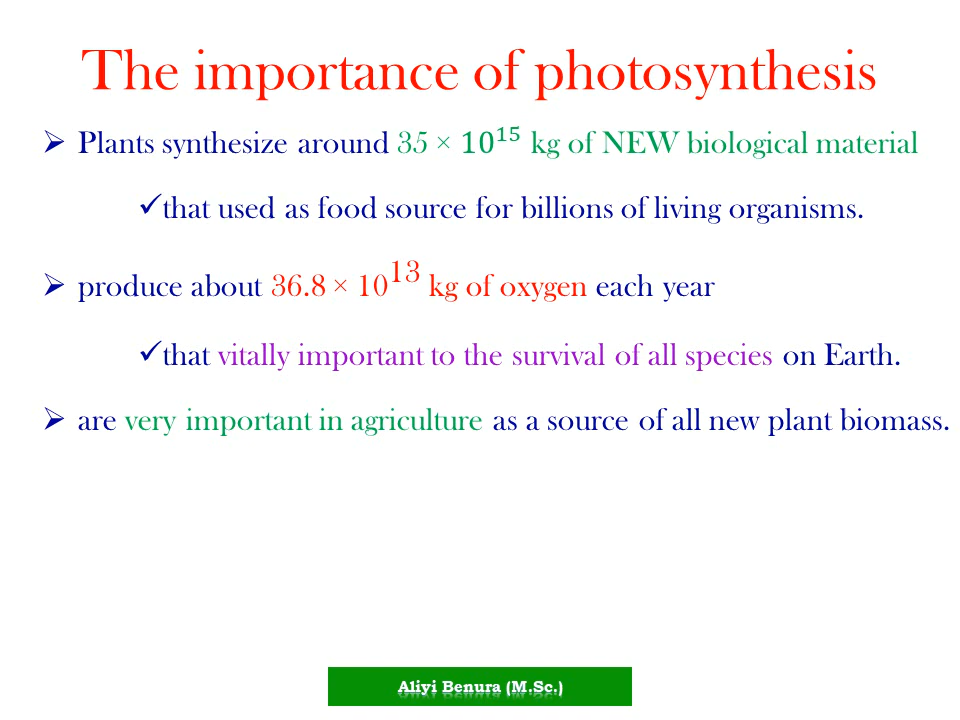 The importance of photosynthesis
➢ Plants synthesize around 35 × 10¹⁵ kg of NEW biological material
✓ that used as food source for billions of living organisms.
➢ produce about 36.8 × 10¹³ kg of oxygen each year
✓ that vitally important to the survival of all species on Earth.
➢ are very important in agriculture as a source of all new plant biomass.
Aliyi Benura (M.Sc.)